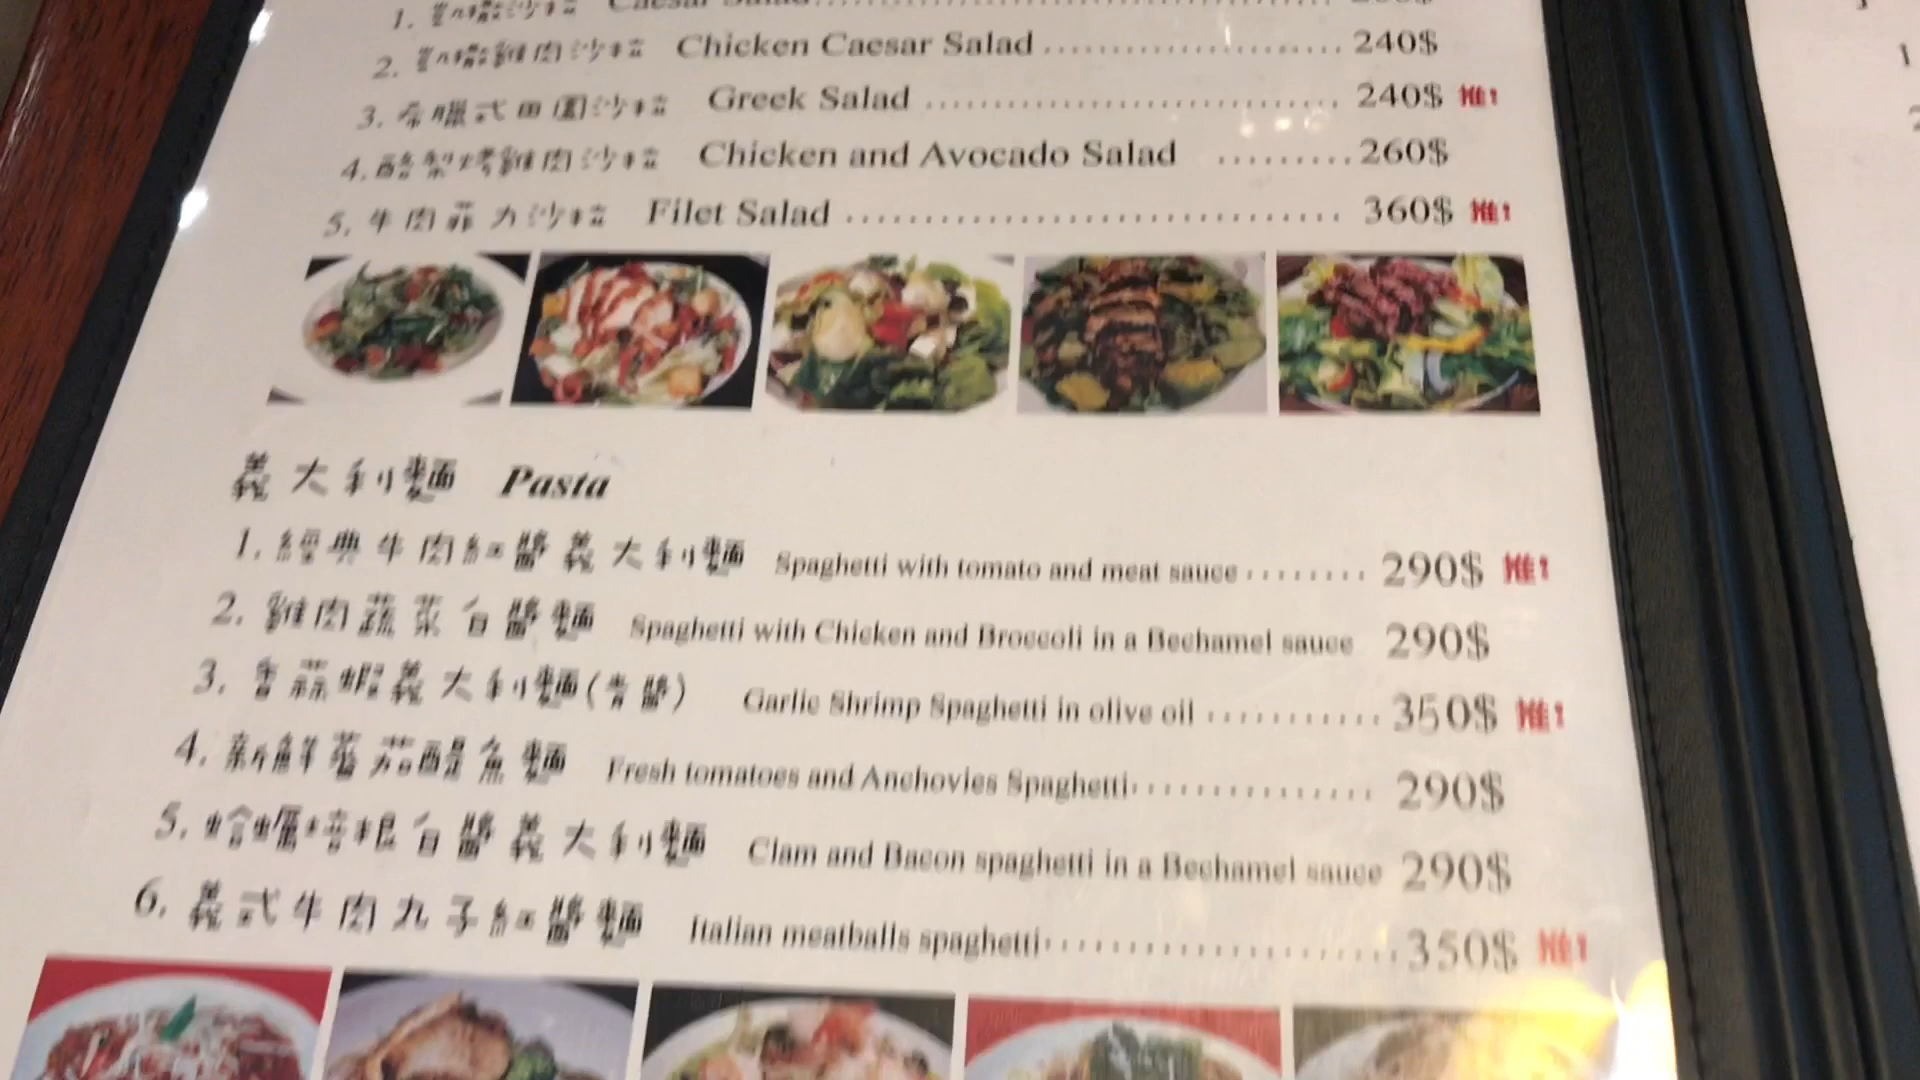 1. 凱撒沙拉 Caesar Salad
2. 凱撒雞肉沙拉 Chicken Caesar Salad 240$
3. 希臘式田園沙拉 Greek Salad 240$ 推!
4. 酪梨烤雞肉沙拉 Chicken and Avocado Salad 260$
5. 牛肉菲力沙拉 Filet Salad 360$ 推!
義大利麵 Pasta
1. 經典牛肉紅醬義大利麵 Spaghetti with tomato and meat sauce 290$ 推!
2. 雞肉蔬菜白醬麵 Spaghetti with Chicken and Broccoli in a Bechamel sauce 290$
3. 香蒜蝦義大利麵(青醬) Garlic Shrimp Spaghetti in olive oil 350$ 推!
4. 新鮮蕃茄醍魚麵 Fresh tomatoes and Anchovies Spaghetti 290$
5. 蛤蠣培根白醬義大利麵 Clam and Bacon spaghetti in a Bechamel sauce 290$
6. 義式牛肉丸子紅醬麵 Italian meatballs spaghetti 350$ 推!